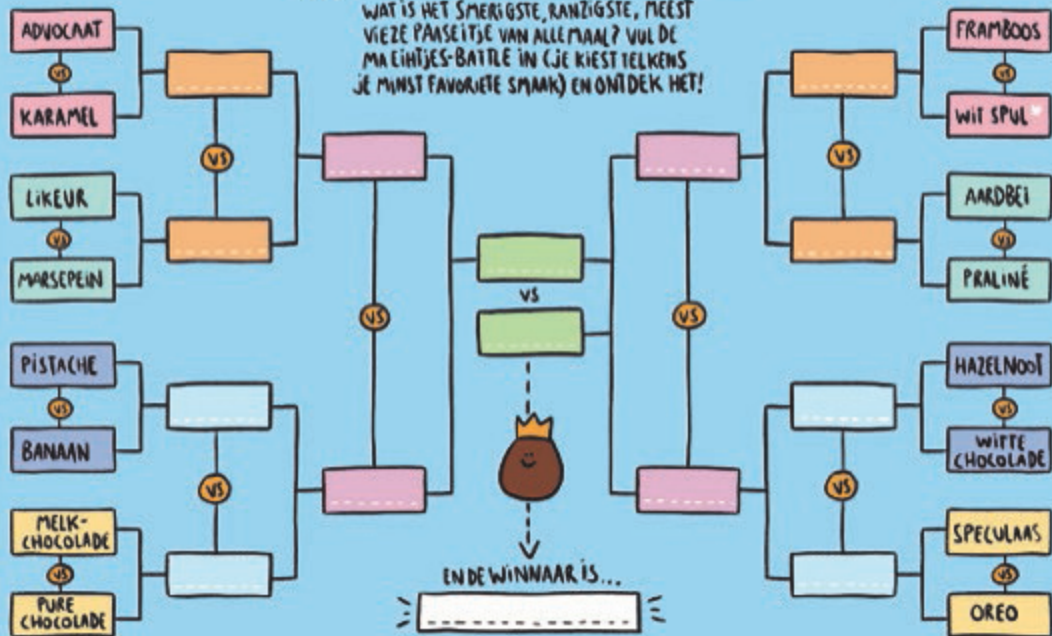 WAT IS HET SMERIGSTE, RANZIGSTE, MEEST
VIEZE PAASEITJE VAN ALLEMAAL? VUL DE
MA EIHTJES-BATTLE IN (JE KIEST TELKENS
JE MINST FAVORIETE SMAAK) EN ONTDEK HET!
ADVOCAAT
VS
KARAMEL
VS
LIKEUR
VS
MARSEPEIN
VS
PISTACHE
VS
BANAAN
VS
MELK-
CHOCOLADE
VS
PURE
CHOCOLADE
VS
FRAMBOOS
VS
WIT SPUL*
VS
AARDBEI
VS
PRALINÉ
VS
HAZELNOOT
VS
WITTE
CHOCOLADE
VS
SPECULAAS
VS
OREO
EN DE WINNAAR IS...